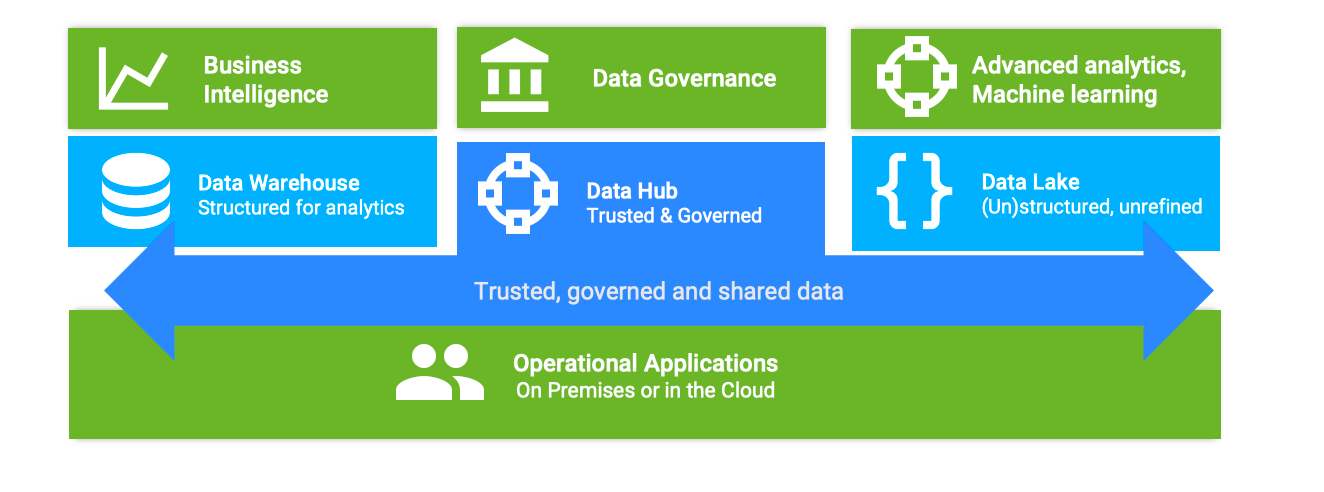 Business
Intelligence
Data Governance
Advanced analytics,
Machine learning
Data Warehouse
Structured for analytics
Data Hub
Trusted & Governed
Data Lake
(Un)structured, unrefined
Trusted, governed and shared data
Operational Applications
On Premises or in the Cloud